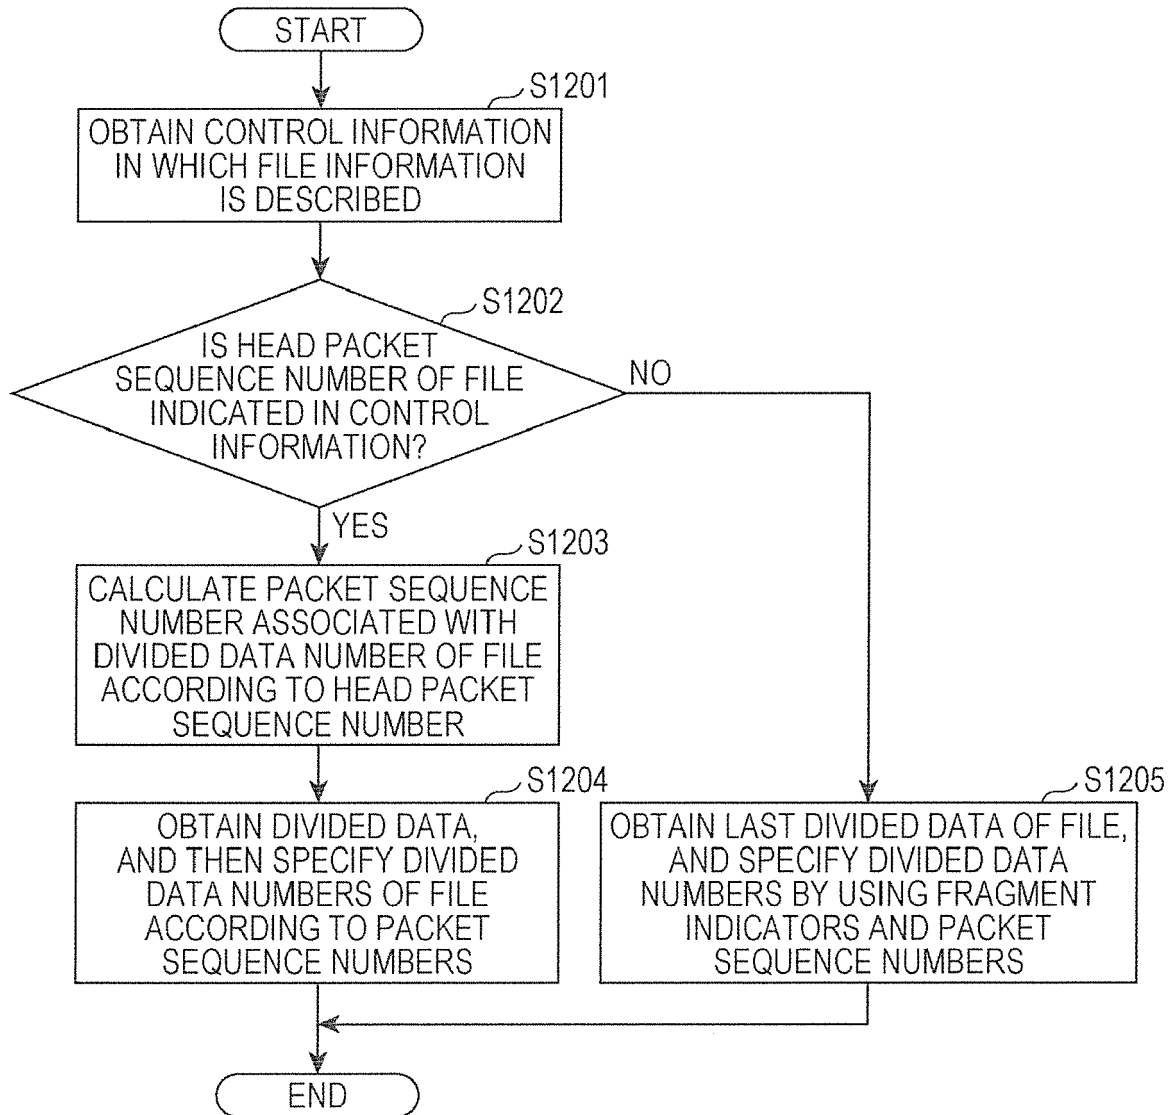 START
S1201
OBTAIN CONTROL INFORMATION
IN WHICH FILE INFORMATION
IS DESCRIBED
S1202
IS HEAD PACKET
SEQUENCE NUMBER OF FILE
INDICATED IN CONTROL
INFORMATION?
NO
YES
S1203
CALCULATE PACKET SEQUENCE
NUMBER ASSOCIATED WITH
DIVIDED DATA NUMBER OF FILE
ACCORDING TO HEAD PACKET
SEQUENCE NUMBER
S1204
OBTAIN DIVIDED DATA,
AND THEN SPECIFY DIVIDED
DATA NUMBERS OF FILE
ACCORDING TO PACKET
SEQUENCE NUMBERS
S1205
OBTAIN LAST DIVIDED DATA OF FILE,
AND SPECIFY DIVIDED DATA
NUMBERS BY USING FRAGMENT
INDICATORS AND PACKET
SEQUENCE NUMBERS
END